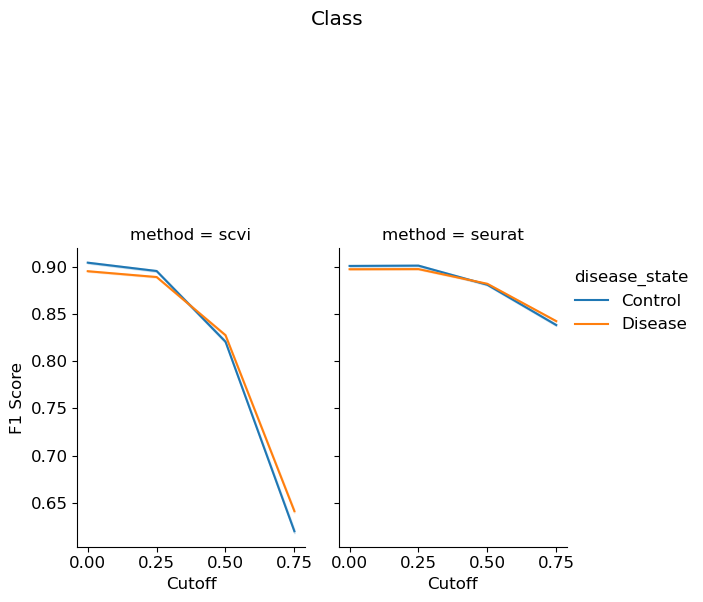 Class
method = scvi
method = seurat
disease_state
Control
Disease
F1 Score
0.90
0.85
0.80
0.75
0.70
0.65
0.00 0.25 0.50 0.75
0.00 0.25 0.50 0.75
Cutoff
Cutoff